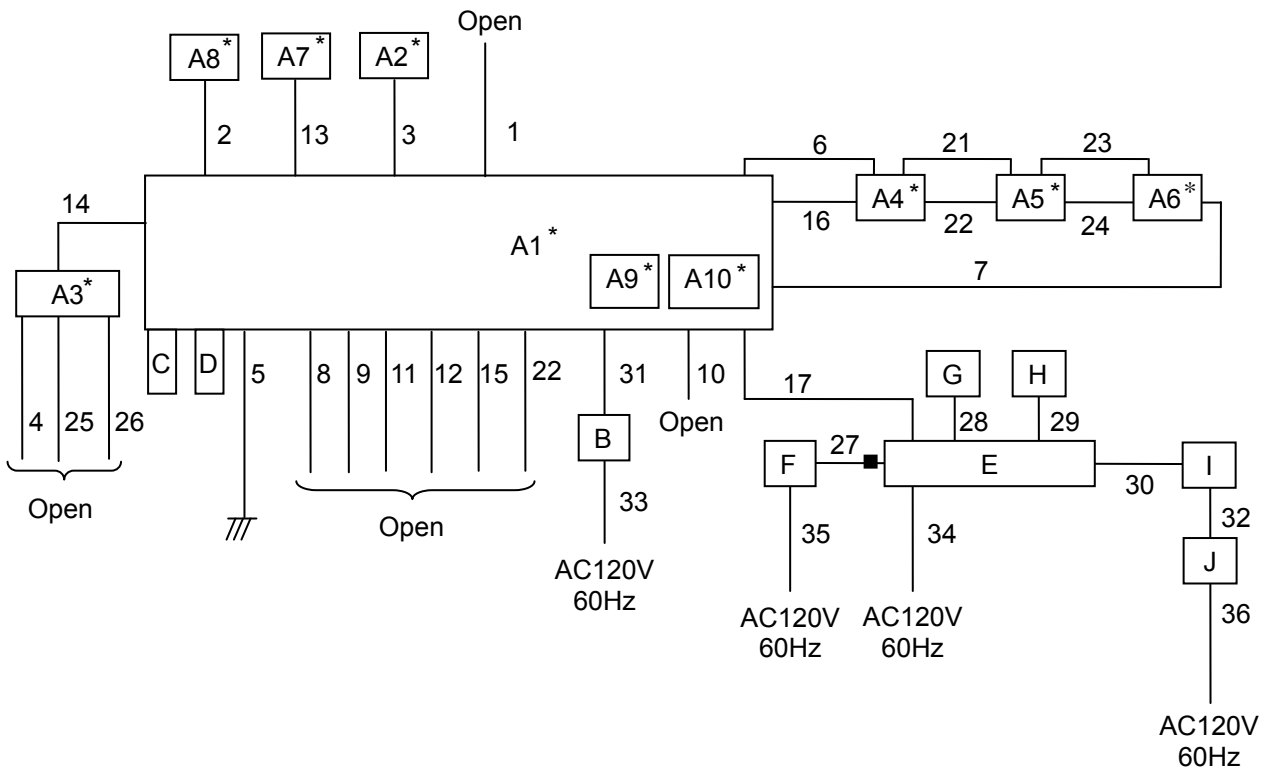 Open
A8* A7* A2*
2 13 3 1
6 21 23
14
A4* A5* A6*
16 22 24
A1*
A9* A10*
7
A3*
C D 5 8 9 11 12 15 22 31 10 17 G H
4 25 26
B Open 28 29
F 27 E I
30
Open Open 33 32
35 34 J
AC120V
60Hz
36
AC120V AC120V
60Hz 60Hz
AC120V
60Hz